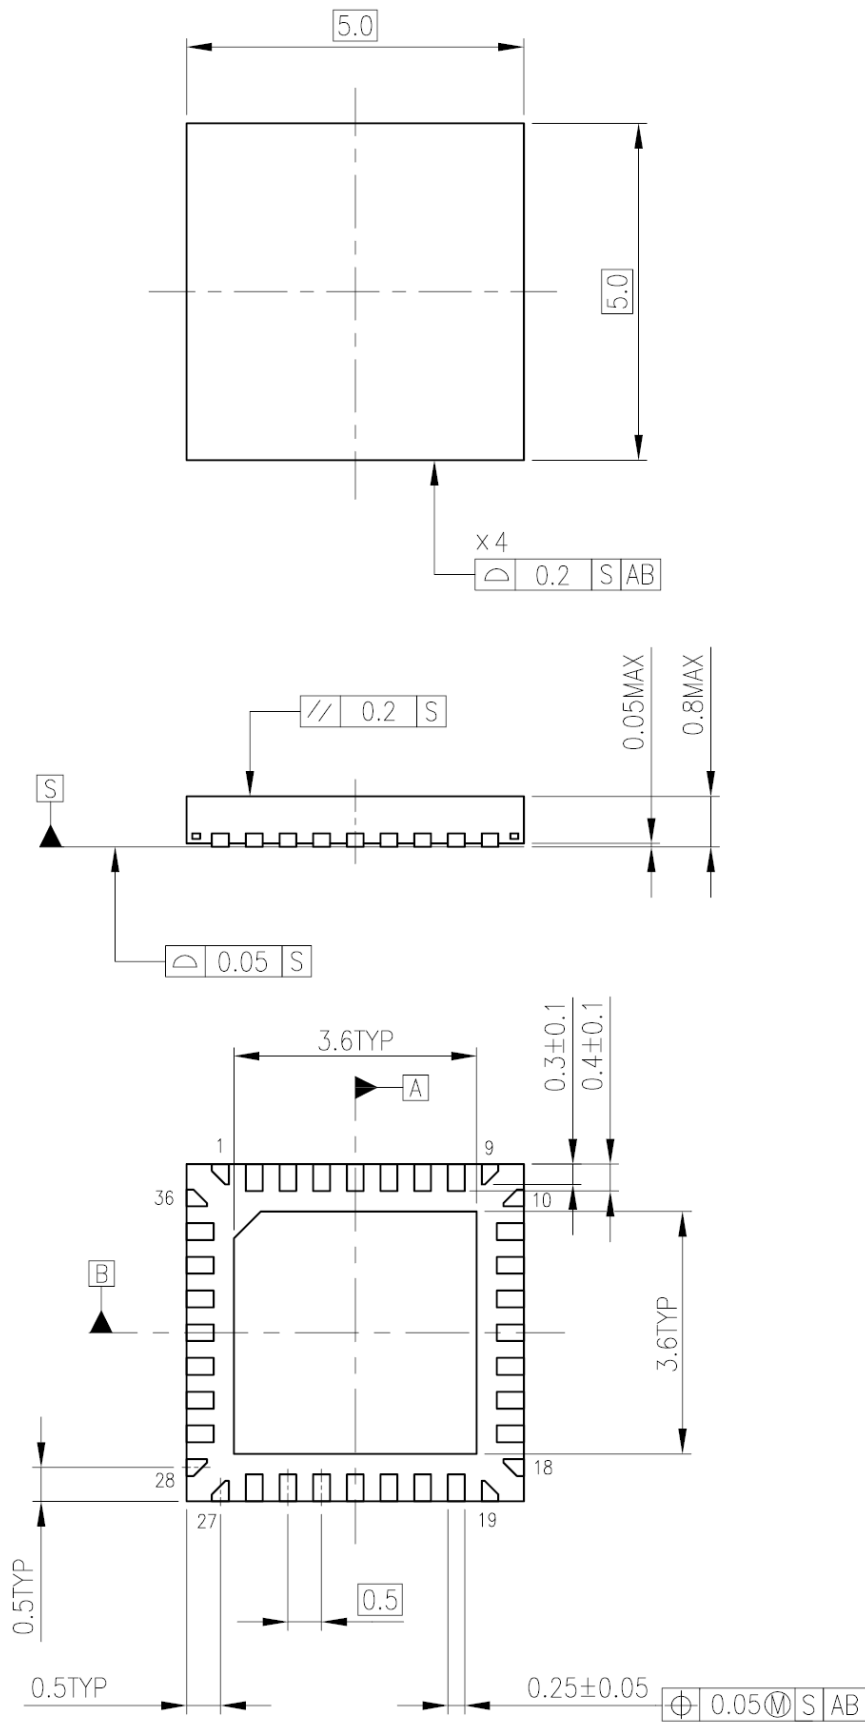 5.0
5.0
×4
⌓ 0.2 S AB
0.05MAX
0.8MAX
// 0.2 S
S
⌓ 0.05 S
3.6TYP
0.3±0.1
0.4±0.1
A
1
9
36
10
B
3.6TYP
28
18
27
19
0.5TYP
0.5
0.5TYP
0.25±0.05
⌖ 0.05Ⓜ S AB